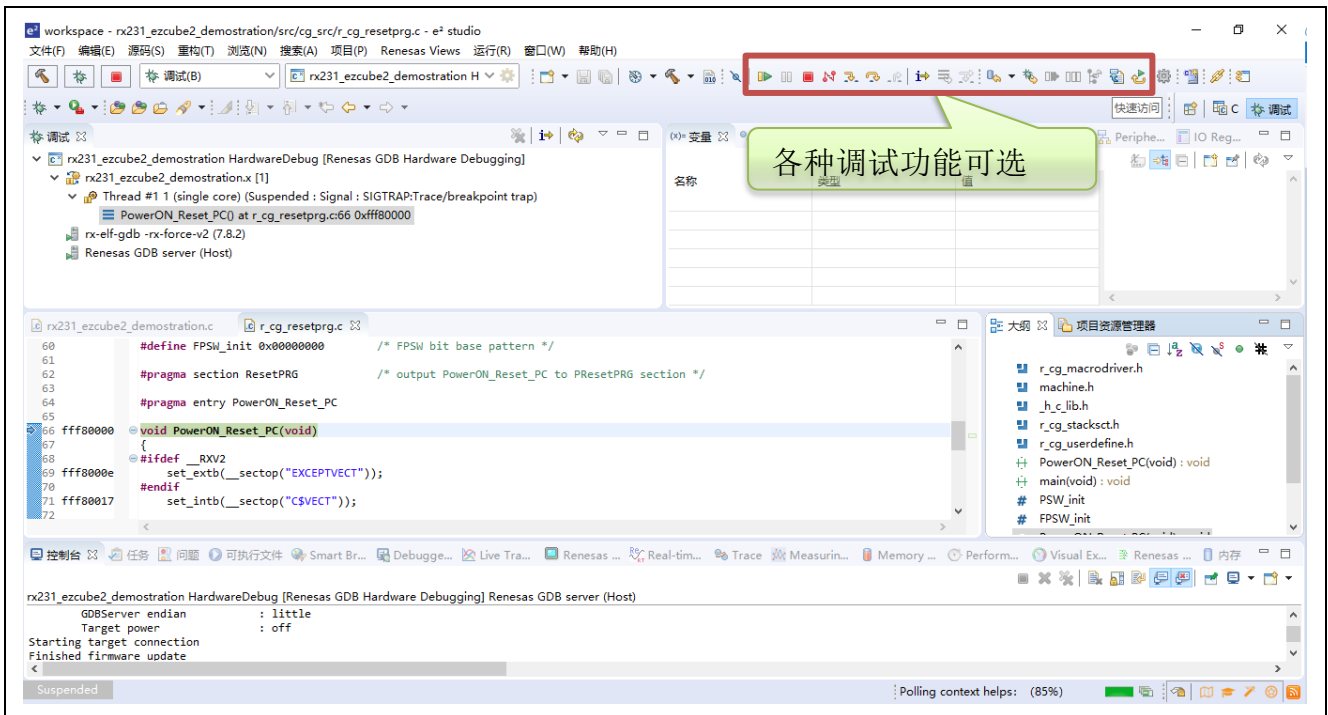 workspace - rx231_ezcube2_demostration/src/cg_src/r_cg_resetprg.c - e² studio
文件(F) 编辑(E) 源码(S) 重构(T) 浏览(N) 搜索(A) 项目(P) Renesas Views 运行(R) 窗口(W) 帮助(H)
调试(B) rx231_ezcube2_demostration H
快速访问 C 调试
调试
(x)= 变量 Periphe... IO Reg...
各种调试功能可选
rx231_ezcube2_demostration HardwareDebug [Renesas GDB Hardware Debugging]
rx231_ezcube2_demostration.x [1]
Thread #1 1 (single core) (Suspended : Signal : SIGTRAP:Trace/breakpoint trap)
PowerON_Reset_PC() at r_cg_resetprg.c:66 0xfff80000
rx-elf-gdb -rx-force-v2 (7.8.2)
Renesas GDB server (Host)
名称 类型 值
rx231_ezcube2_demostration.c r_cg_resetprg.c
60 #define FPSW_init 0x00000000 /* FPSW bit base pattern */
61
62 #pragma section ResetPRG /* output PowerON_Reset_PC to PResetPRG section */
63
64 #pragma entry PowerON_Reset_PC
65
66 fff80000 void PowerON_Reset_PC(void)
67 {
68 #ifdef __RXV2
69 fff8000e set_extb(__sectop("EXCEPTVECT"));
70 #endif
71 fff80017 set_intb(__sectop("C$VECT"));
72
大纲 项目资源管理器
r_cg_macrodriver.h
machine.h
_h_c_lib.h
r_cg_stacksct.h
r_cg_userdefine.h
PowerON_Reset_PC(void) : void
main(void) : void
PSW_init
FPSW_init
控制台 任务 问题 可执行文件 Smart Br... Debugge... Live Tra... Renesas ... Real-tim... Trace Measurin... Memory ... Perform... Visual Ex... Renesas ... 内存
rx231_ezcube2_demostration HardwareDebug [Renesas GDB Hardware Debugging] Renesas GDB server (Host)
GDBServer endian : little
Target power : off
Starting target connection
Finished firmware update
Suspended
Polling context helps: (85%)